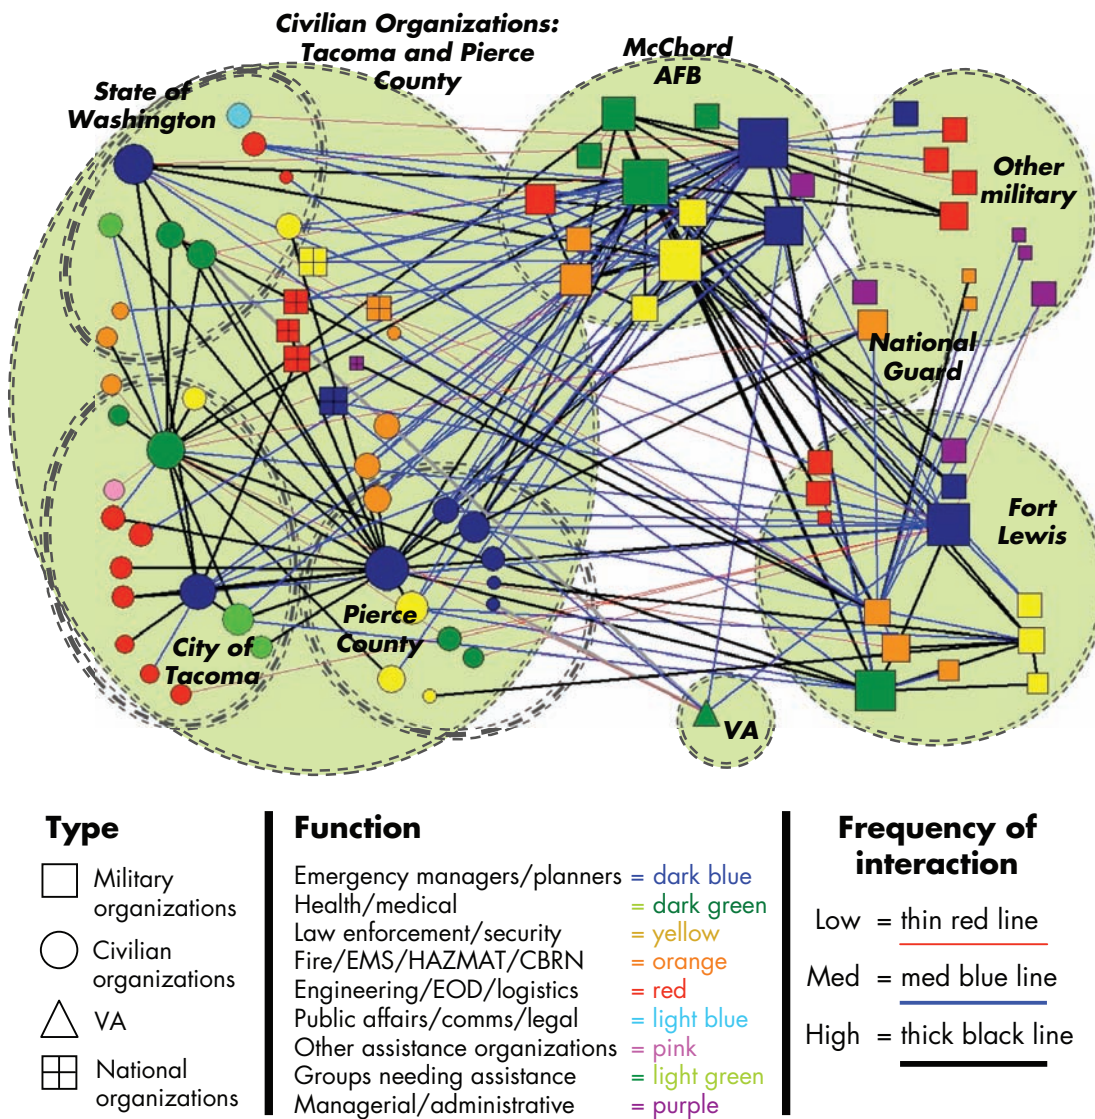 Civilian Organizations:
Tacoma and Pierce
County
McChord
AFB
State of
Washington
Other
military
National
Guard
Fort
Lewis
Pierce
County
City of
Tacoma
VA
Type
Military
organizations
Civilian
organizations
VA
National
organizations
Function
Emergency managers/planners = dark blue
Health/medical = dark green
Law enforcement/security = yellow
Fire/EMS/HAZMAT/CBRN = orange
Engineering/EOD/logistics = red
Public affairs/comms/legal = light blue
Other assistance organizations = pink
Groups needing assistance = light green
Managerial/administrative = purple
Frequency of
interaction
Low = thin red line
Med = med blue line
High = thick black line